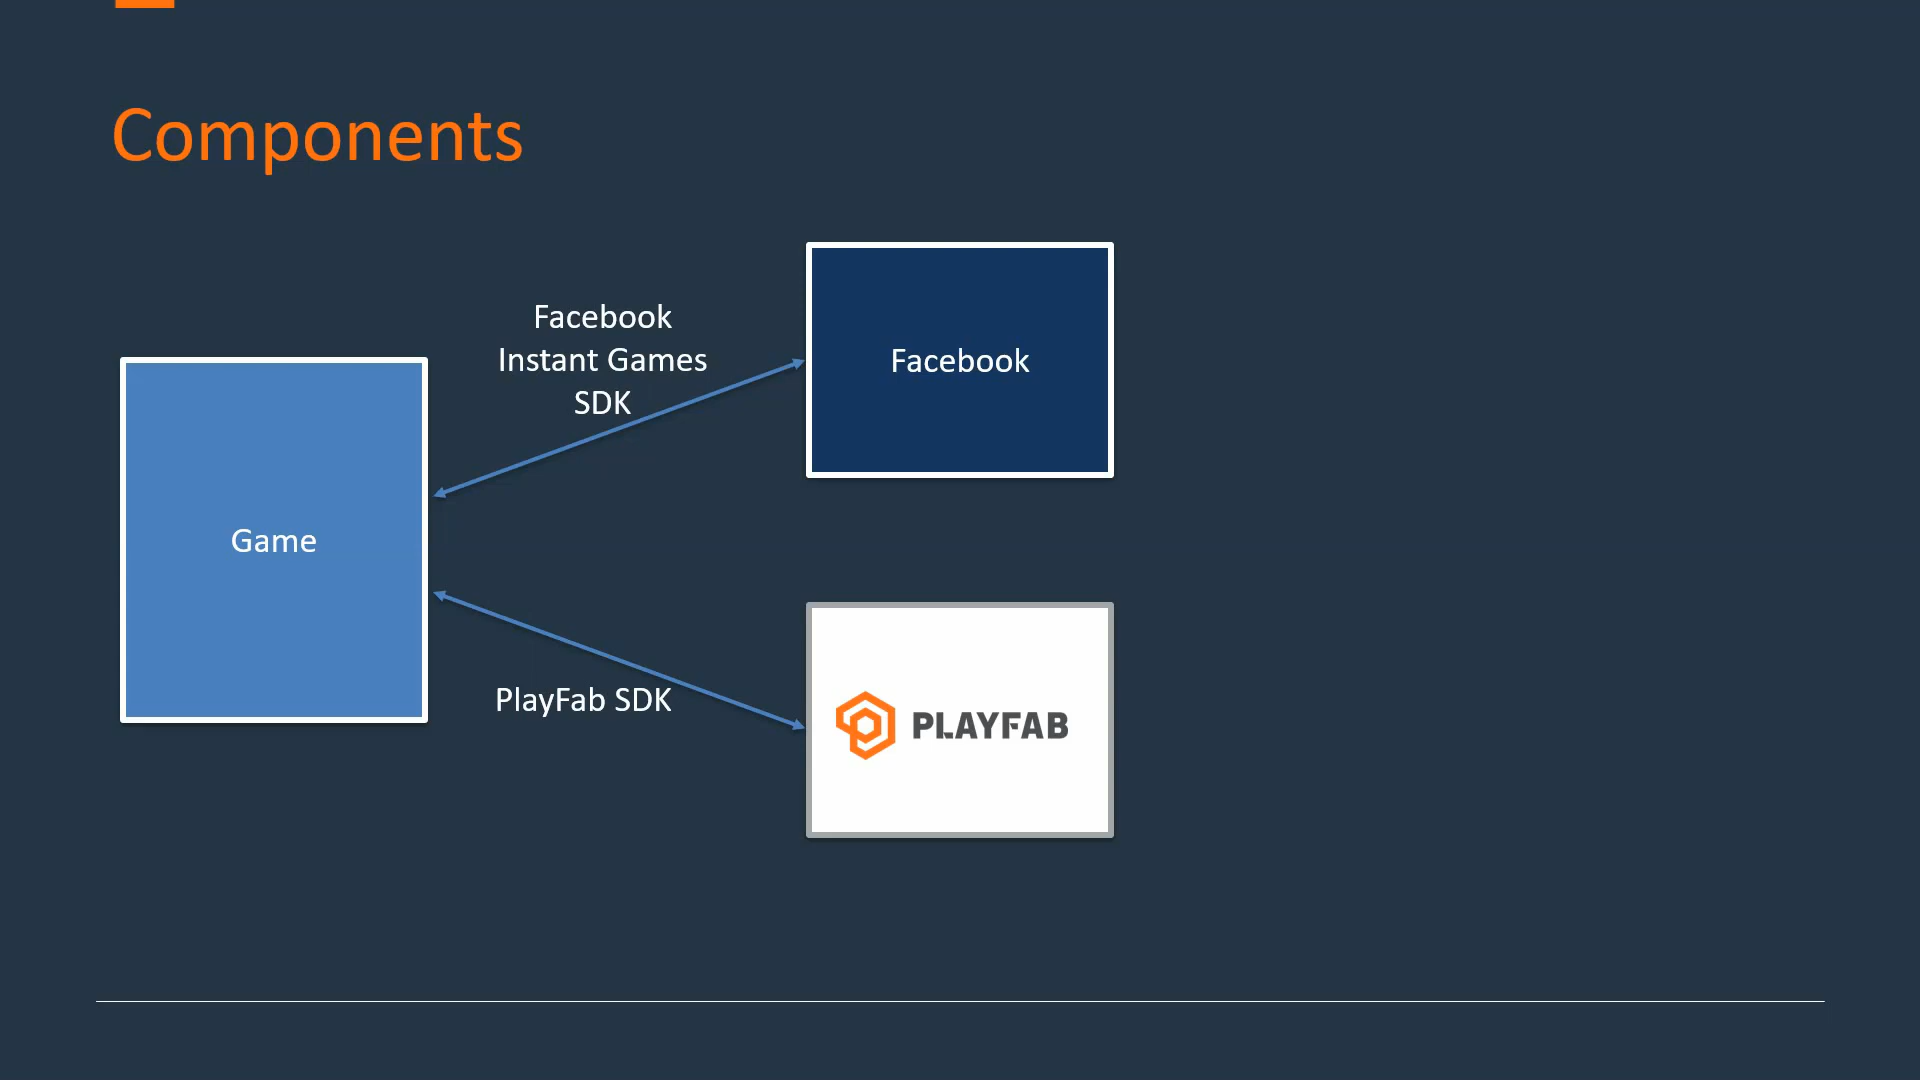 Components
Facebook
Instant Games
SDK
Facebook
Game
PlayFab SDK
PLAYFAB